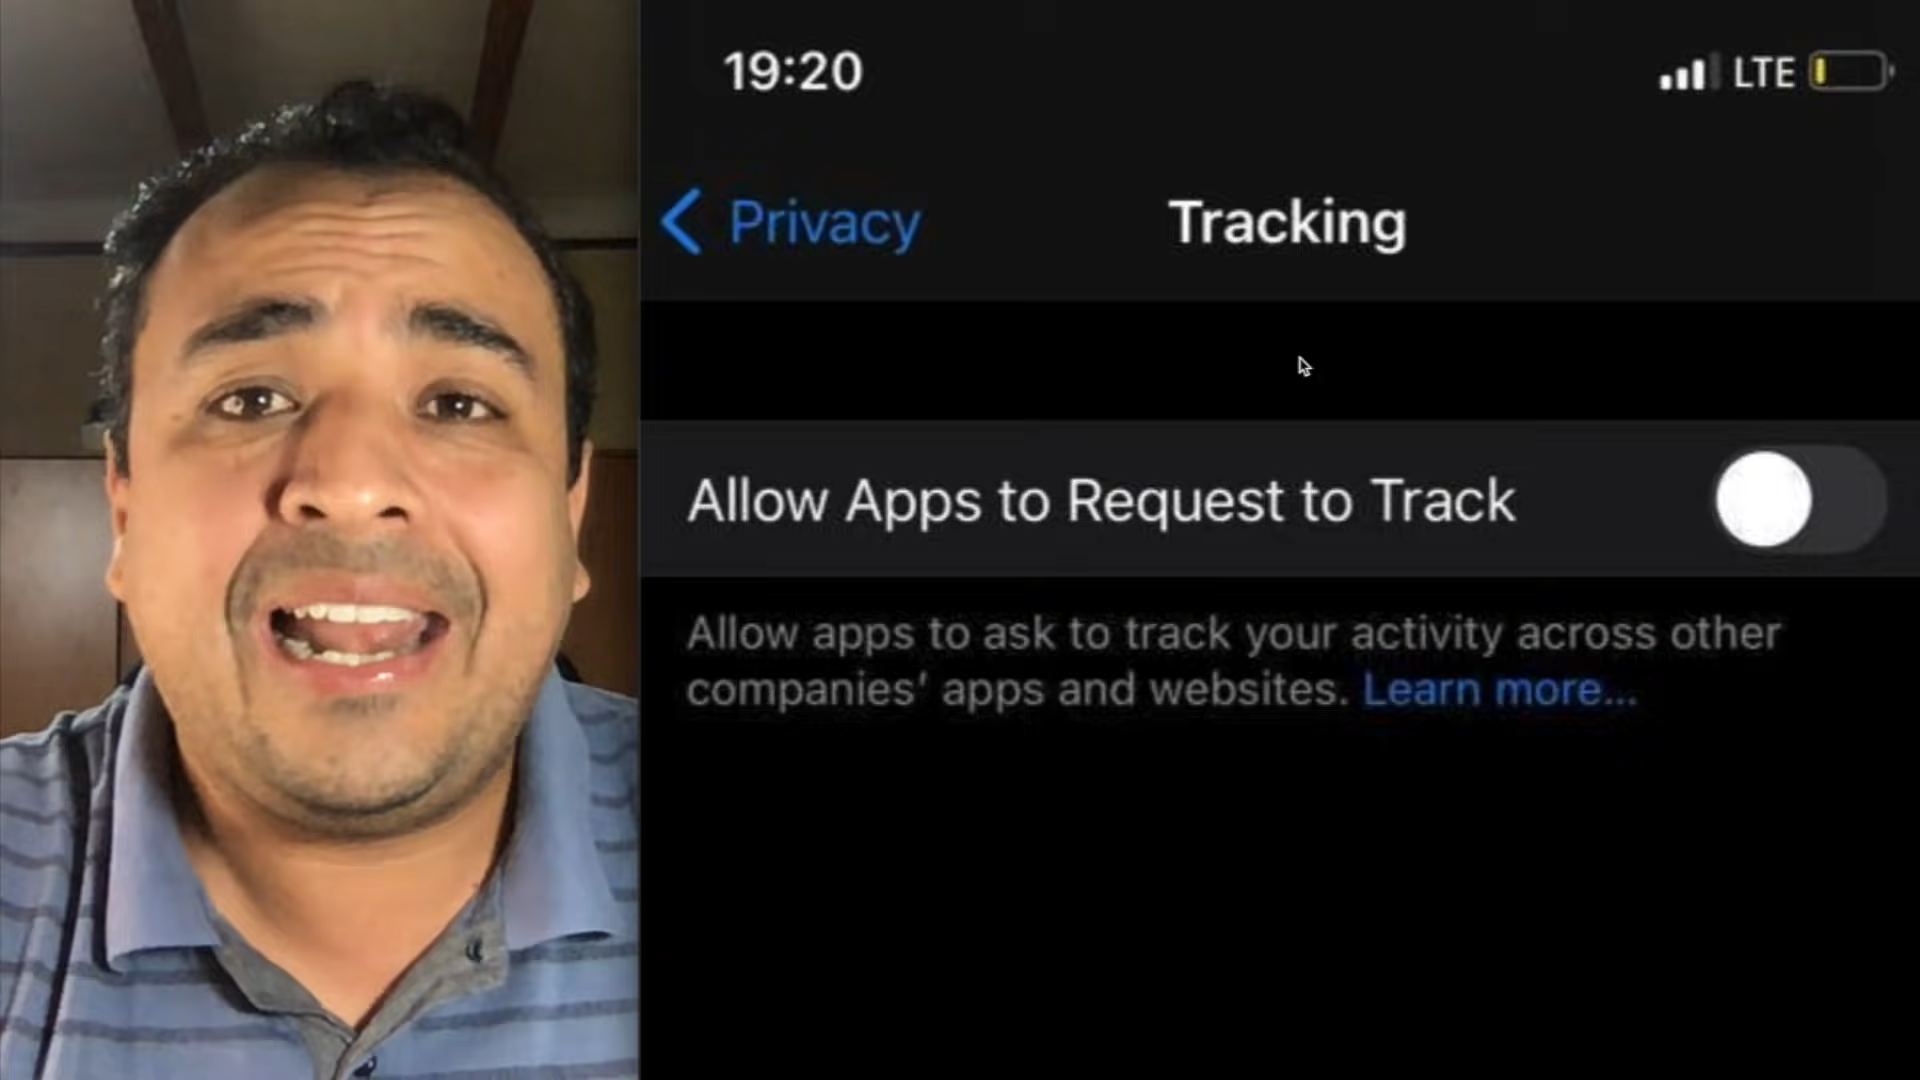 19:20
LTE
Privacy
Tracking
Allow Apps to Request to Track
Allow apps to ask to track your activity across other
companies’ apps and websites. Learn more...